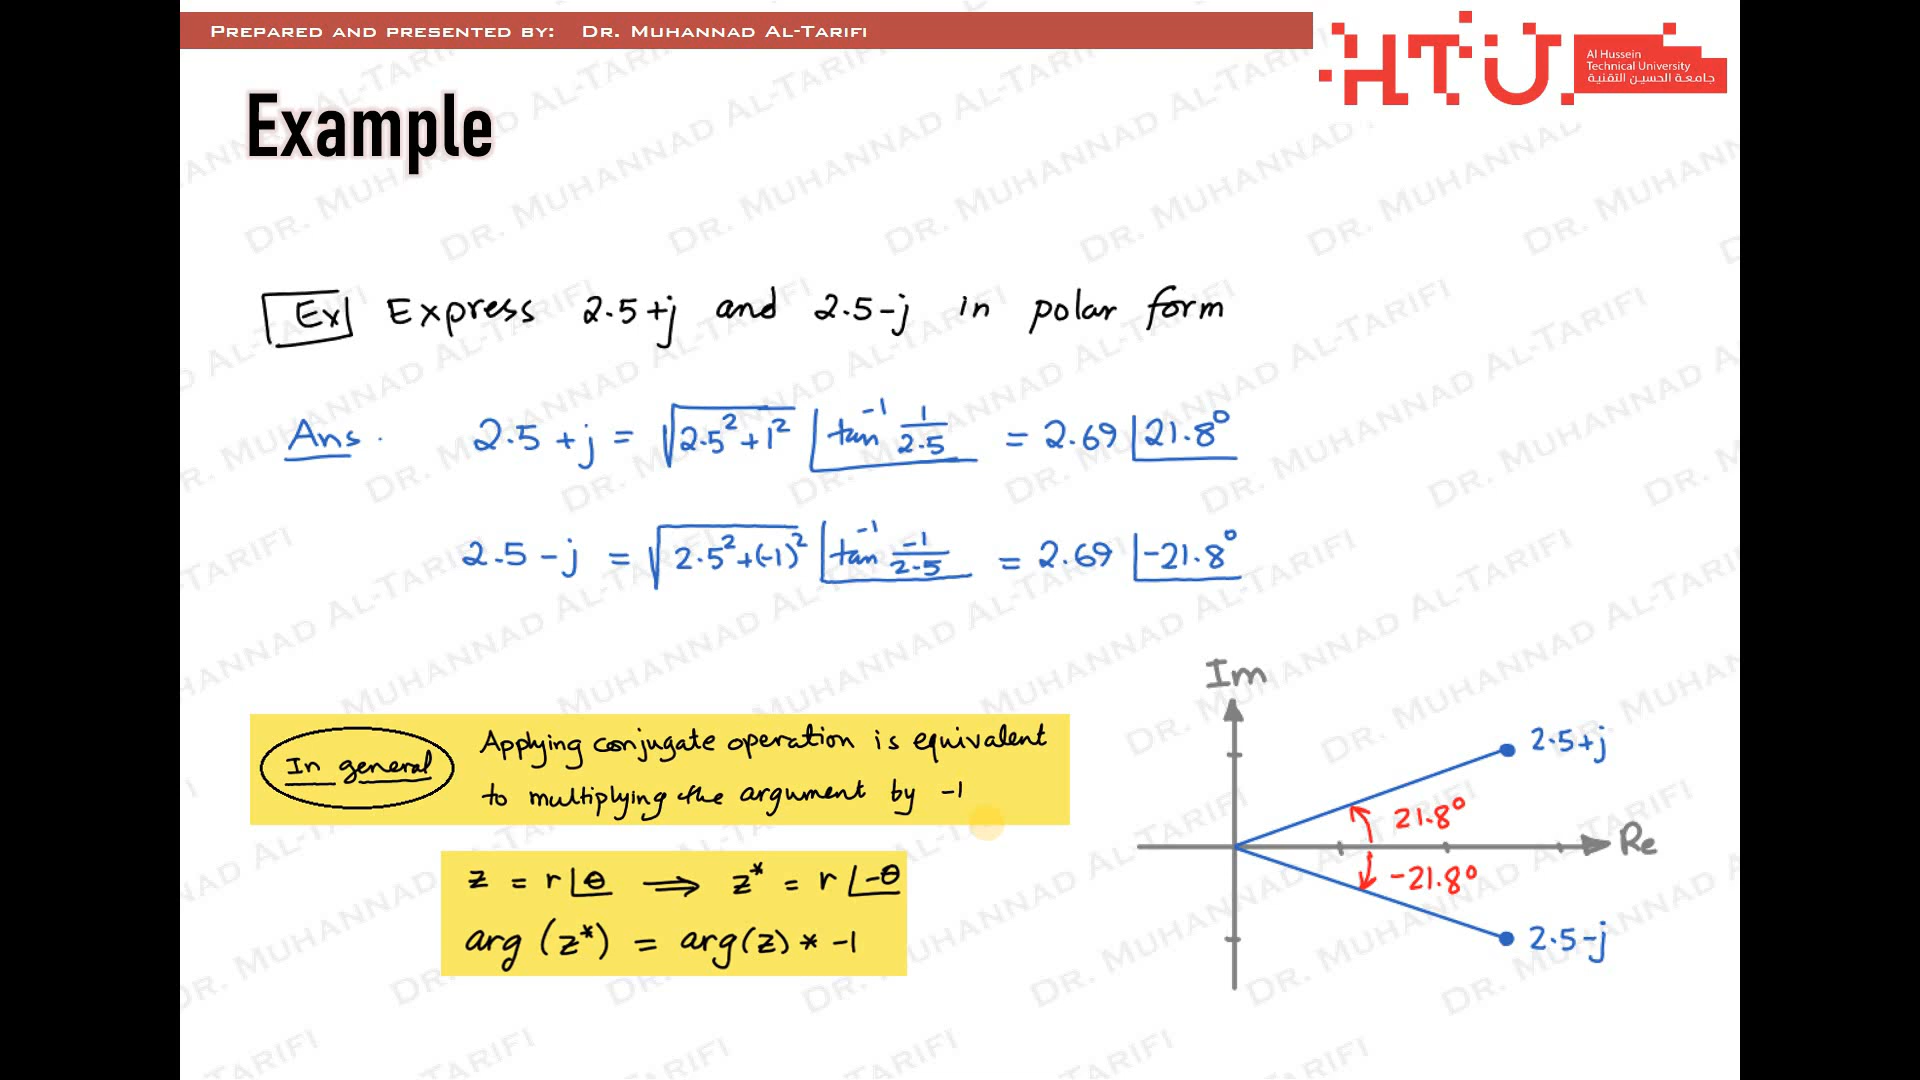 PREPARED AND PRESENTED BY: DR. MUHANNAD AL-TARIFI
HTU
Al Hussein
Technical University
جامعة الحسين التقنية
Example
Ex Express 2.5+j and 2.5-j in polar form
Ans. 2.5+j = √(2.5²+1²) ∠tan⁻¹ 1/2.5 = 2.69 ∠21.8°
2.5-j = √(2.5²+(-1)²) ∠tan⁻¹ -1/2.5 = 2.69 ∠-21.8°
In general Applying conjugate operation is equivalent
to multiplying the argument by -1
z = r∠θ ⟹ z* = r∠-θ
arg (z*) = arg(z) * -1
Im
2.5+j
21.8°
Re
-21.8°
2.5-j
DR. MUHANNAD AL-TARIFI